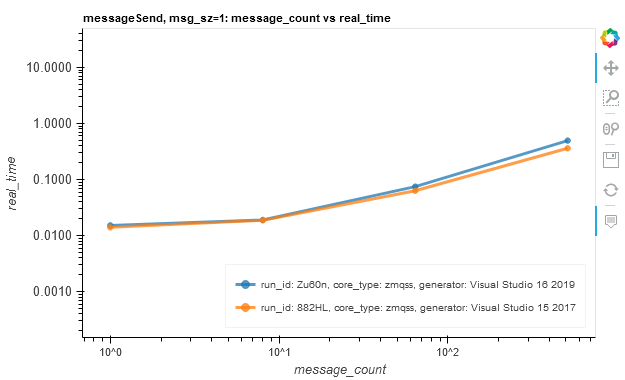 messageSend, msg_sz=1: message_count vs real_time
10.0000
1.0000
0.1000
0.0100
0.0010
real_time
run_id: Zu60n, core_type: zmqss, generator: Visual Studio 16 2019
run_id: 882HL, core_type: zmqss, generator: Visual Studio 15 2017
10^0
10^1
10^2
message_count